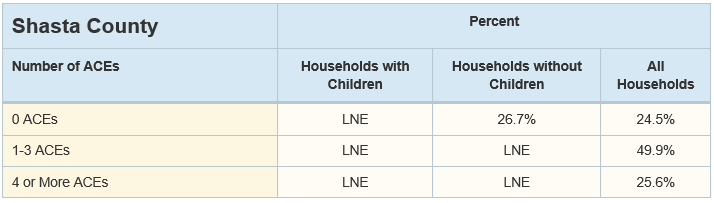 Shasta County
Percent
Number of ACEs
Households with Children
Households without Children
All Households
0 ACEs LNE 26.7% 24.5%
1-3 ACEs LNE LNE 49.9%
4 or More ACEs LNE LNE 25.6%